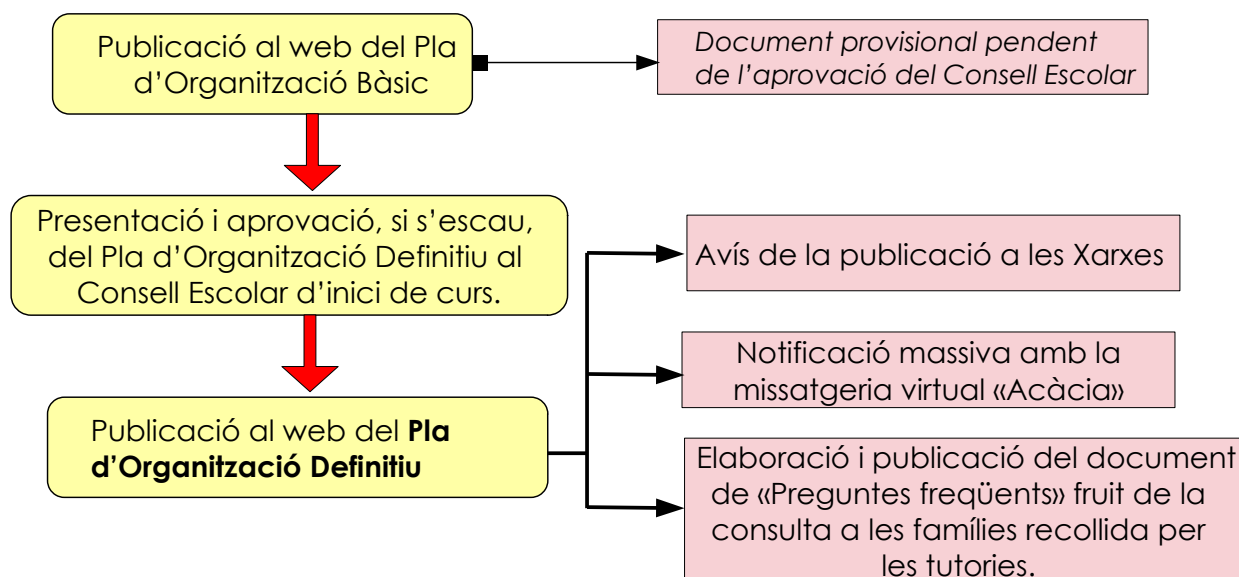 Publicació al web del Pla
d’Organització Bàsic
Document provisional pendent
de l’aprovació del Consell Escolar
Presentació i aprovació, si s’escau,
del Pla d’Organització Definitiu al
Consell Escolar d’inici de curs.
Avís de la publicació a les Xarxes
Notificació massiva amb la
missatgeria virtual «Acàcia»
Publicació al web del Pla
d’Organització Definitiu
Elaboració i publicació del document
de «Preguntes freqüents» fruit de la
consulta a les famílies recollida per
les tutories.